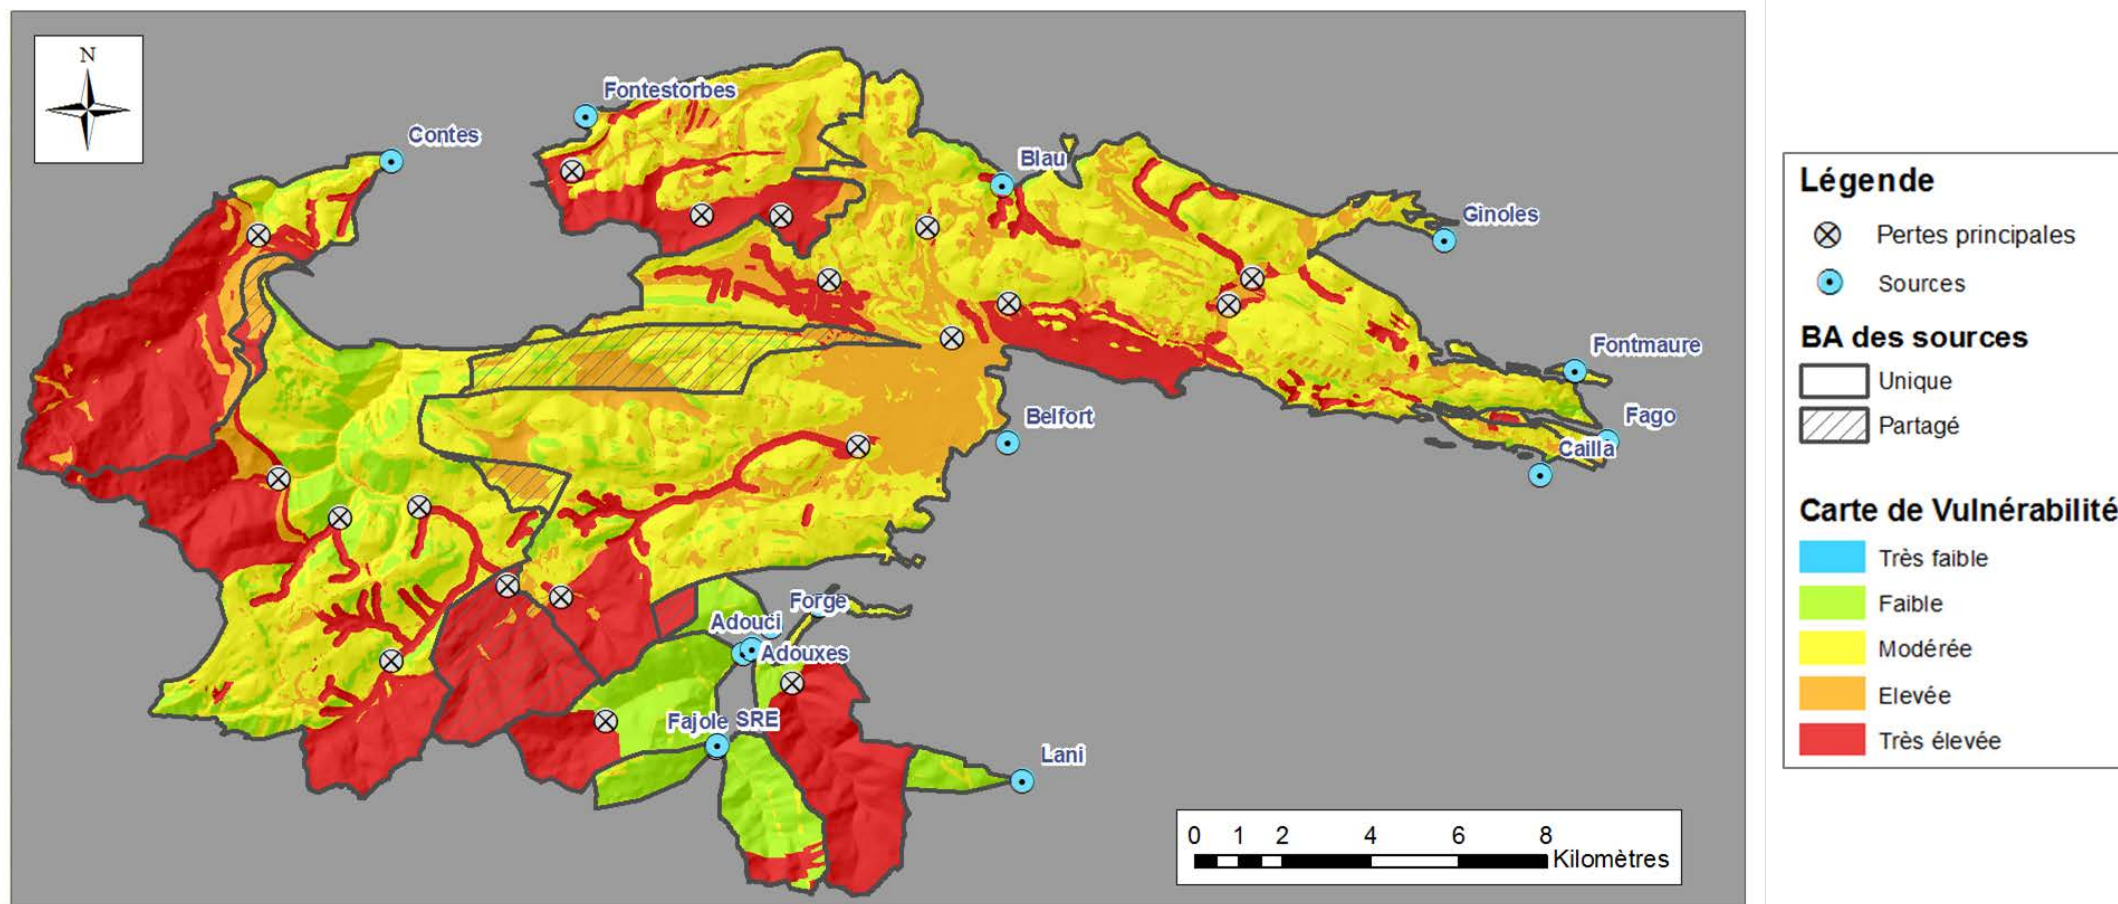 N
Fontestorbes
Contes
Blau
Ginoles
Fontmaure
Fago
Belfort
Cailla
Forge
Adouci
Adouxes
Fajole SRE
Lani
0 1 2 4 6 8
Kilomètres
Légende
Pertes principales
Sources
BA des sources
Unique
Partagé
Carte de Vulnérabilité
Très faible
Faible
Modérée
Elevée
Très élevée